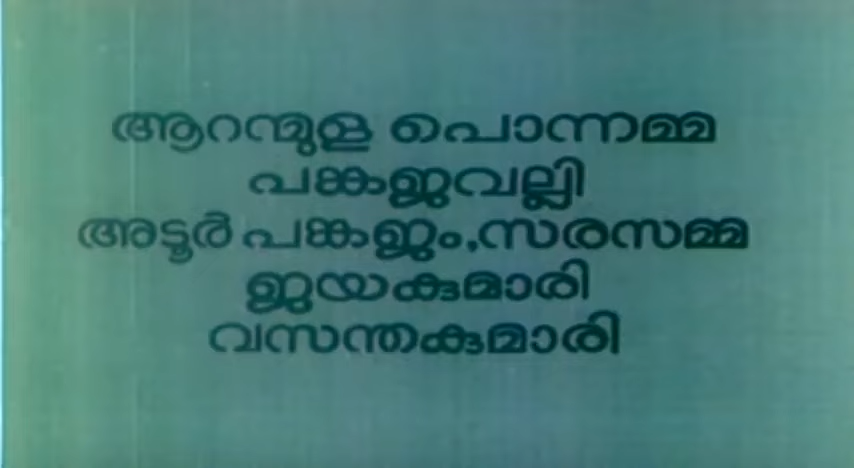 ആറന്മുള പൊന്നമ്മ
പങ്കജവല്ലി
അടൂർ പങ്കജം,സരസമ്മ
ജയകുമാരി
വസന്തകുമാരി